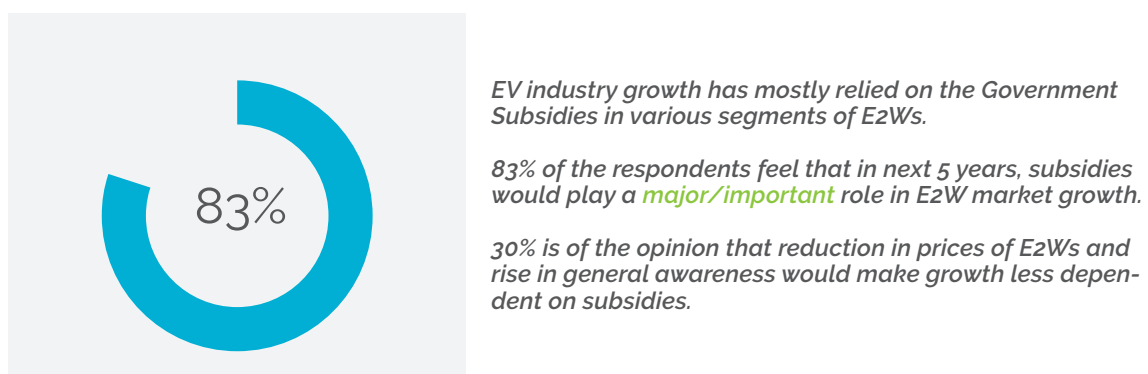 83%
EV industry growth has mostly relied on the Government
Subsidies in various segments of E2Ws.
83% of the respondents feel that in next 5 years, subsidies
would play a major/important role in E2W market growth.
30% is of the opinion that reduction in prices of E2Ws and
rise in general awareness would make growth less depen-
dent on subsidies.